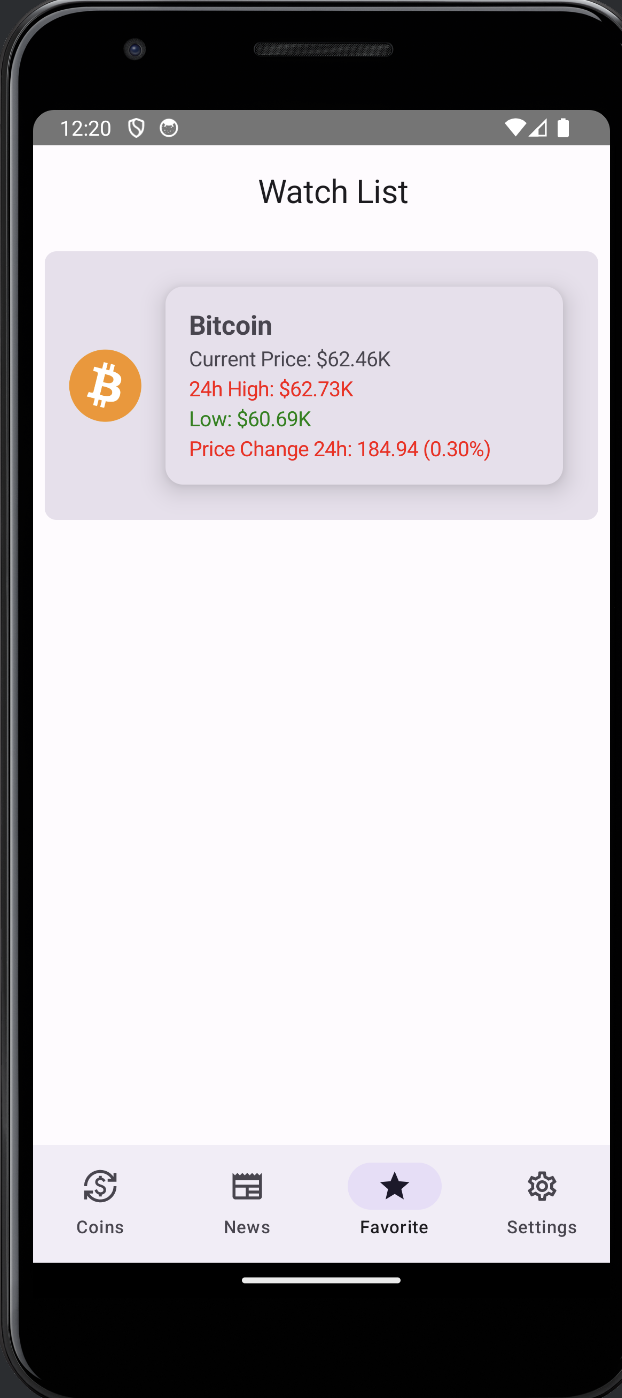 12:20
Watch List
Bitcoin
Current Price: $62.46K
24h High: $62.73K
Low: $60.69K
Price Change 24h: 184.94 (0.30%)
Coins
News
Favorite
Settings